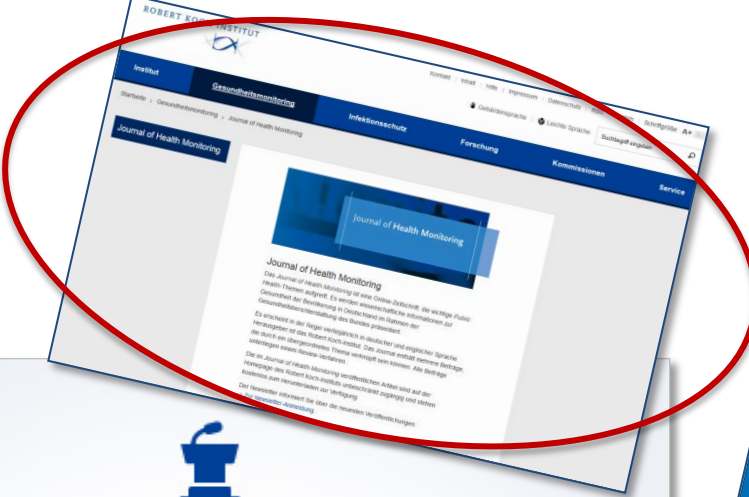 ROBERT KOCH INSTITUT
Kontakt | Inhalt | Hilfe | Impressum | Datenschutz | RSS | English | Schriftgröße A+
Gebärdensprache | Leichte Sprache Suchbegriff eingeben
Institut Gesundheitsmonitoring Infektionsschutz Forschung Kommissionen Service
Startseite > Gesundheitsmonitoring > Journal of Health Monitoring
Journal of Health Monitoring
Journal of Health Monitoring
Journal of Health Monitoring
Das Journal of Health Monitoring ist eine Online-Zeitschrift, die wichtige Public
Health-Themen aufgreift. Es werden wissenschaftliche Informationen zur
Gesundheit der Bevölkerung in Deutschland im Rahmen der
Gesundheitsberichterstattung des Bundes präsentiert.
Es erscheint in der Regel vierteljährlich in deutscher und englischer Sprache.
Herausgeber ist das Robert Koch-Institut. Das Journal enthält mehrere Beiträge,
die durch ein übergeordnetes Thema verknüpft sein können. Alle Beiträge
unterliegen einem Review-Verfahren.
Die im Journal of Health Monitoring veröffentlichten Artikel sind auf der
Homepage des Robert Koch-Instituts unbeschränkt zugängig und stehen
kostenlos zum Herunterladen zur Verfügung.
Der Newsletter informiert Sie über die neuesten Veröffentlichungen:
Zur Newsletter-Anmeldung.